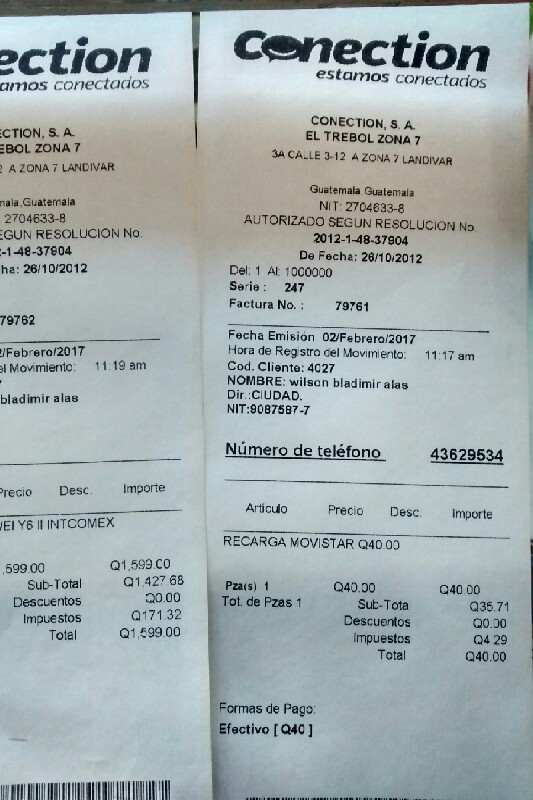 ection
amos conectados
ECTION, S. A.
EBOL ZONA 7
2 A ZONA 7 LANDIVAR
mala,Guatemala
2704633-8
SEGUN RESOLUCION No.
2-1-48-37904
ha: 26/10/2012
79762
2/Febrero/2017
el Movimiento: 11:19 am
bladimir alas
Precio Desc. Importe
/EI Y6 II INTCOMEX
,599.00 Q1,599.00
Sub-Total Q1,427.68
Descuentos Q0.00
Impuestos Q171.32
Total Q1,599.00
Conection
estamos conectados
CONECTION, S. A.
EL TREBOL ZONA 7
3A CALLE 3-12 A ZONA 7 LANDIVAR
Guatemala,Guatemala
NIT: 2704633-8
AUTORIZADO SEGUN RESOLUCION No.
2012-1-48-37904
De Fecha: 26/10/2012
Del: 1 Al: 1000000
Serie : 247
Factura No. : 79761
Fecha Emisión 02/Febrero/2017
Hora de Registro del Movimiento: 11:17 am
Cod. Cliente: 4027
NOMBRE: wilson bladimir alas
Dir.:CIUDAD.
NIT:9087587-7
Número de teléfono 43629534
Articulo Precio Desc. Importe
RECARGA MOVISTAR Q40.00
Pza(s) 1 Q40.00 Q40.00
Tot. de Pzas 1 Sub-Tota Q35.71
Descuentos Q0.00
Impuestos Q4.29
Total Q40.00
Formas de Pago:
Efectivo [ Q40 ]